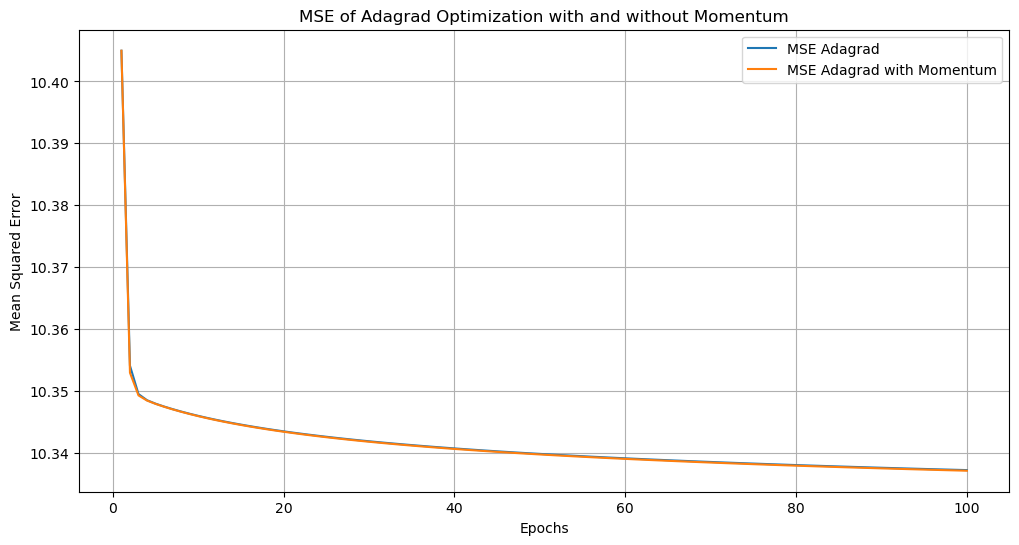 MSE of Adagrad Optimization with and without Momentum
MSE Adagrad
MSE Adagrad with Momentum
Mean Squared Error
10.40
10.39
10.38
10.37
10.36
10.35
10.34
0
20
40
60
80
100
Epochs